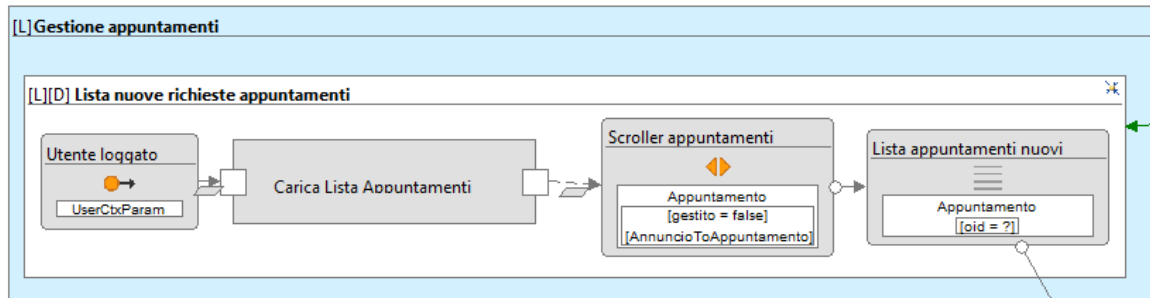 [L] Gestione appuntamenti
[L][D] Lista nuove richieste appuntamenti
Utente loggato
UserCtxParam
Carica Lista Appuntamenti
Scroller appuntamenti
Appuntamento
[gestito = false]
[AnnuncioToAppuntamento]
Lista appuntamenti nuovi
Appuntamento
[oid = ?]